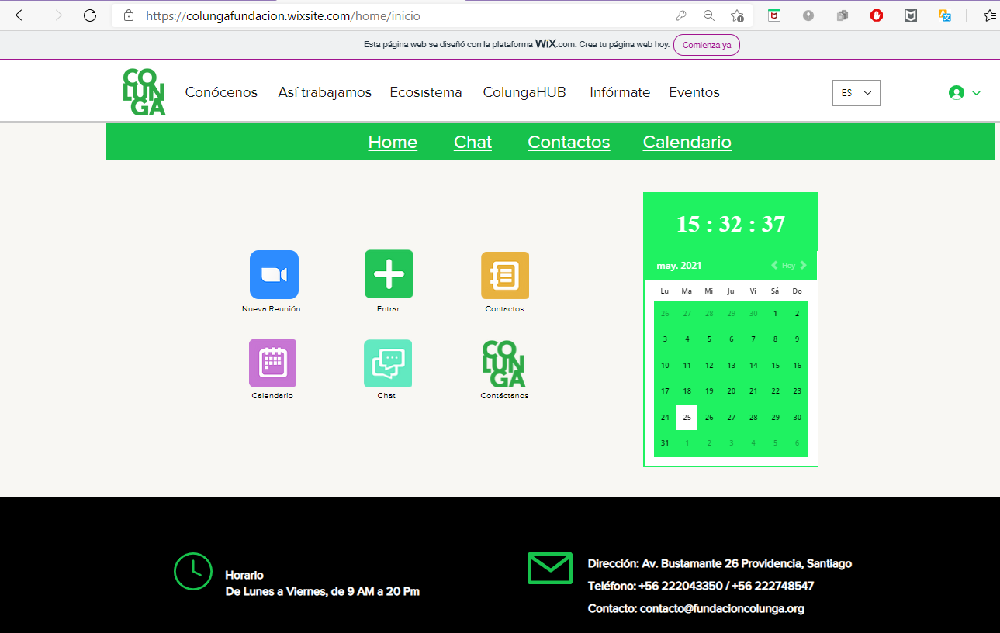 https://colungafundacion.wixsite.com/home/inicio
Esta página web se diseñó con la plataforma WiX.com. Crea tu página web hoy. Comienza ya
COLUNGA
Conócenos Así trabajamos Ecosistema ColungaHUB Infórmate Eventos ES
Home Chat Contactos Calendario
15 : 32 : 37
may. 2021 Hoy
Lu Ma Mi Ju Vi Sá Do
26 27 28 29 30 1 2
3 4 5 6 7 8 9
10 11 12 13 14 15 16
17 18 19 20 21 22 23
24 25 26 27 28 29 30
31 1 2 3 4 5 6
Nueva Reunión Entrar Contactos
COLUNGA
Calendario Chat Contáctanos
Horario
De Lunes a Viernes, de 9 AM a 20 Pm
Dirección: Av. Bustamante 26 Providencia, Santiago
Teléfono: +56 222043350 / +56 222748547
Contacto: contacto@fundacioncolunga.org